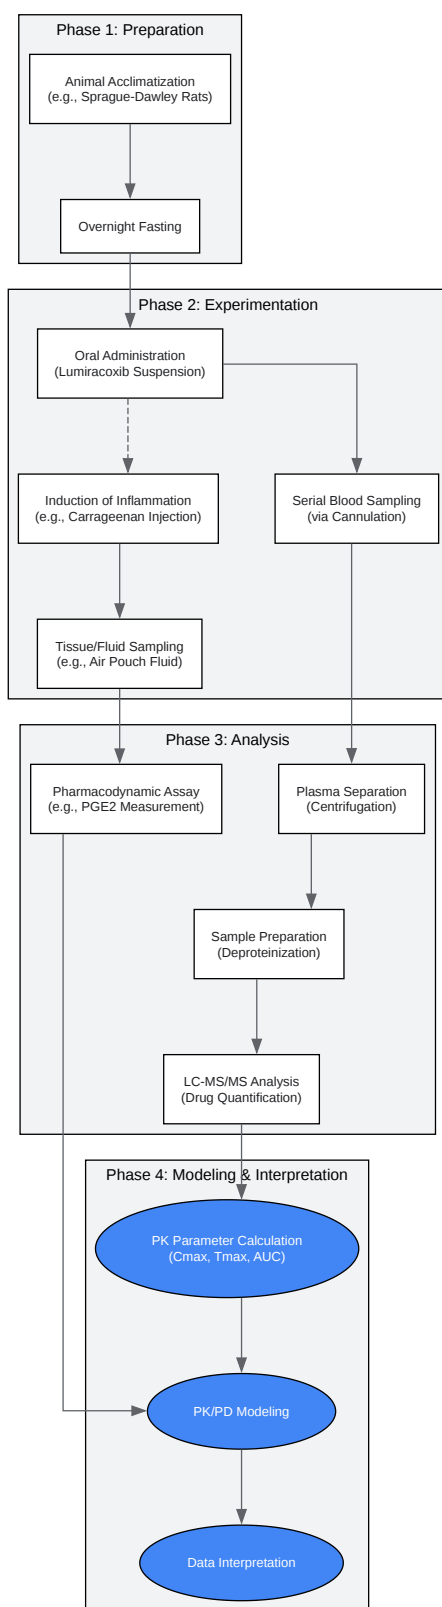 Phase 1: Preparation
Animal Acclimatization
(e.g., Sprague-Dawley Rats)
Overnight Fasting
Phase 2: Experimentation
Oral Administration
(Lumiracoxib Suspension)
Induction of Inflammation
(e.g., Carrageenan Injection)
Serial Blood Sampling
(via Cannulation)
Tissue/Fluid Sampling
(e.g., Air Pouch Fluid)
Phase 3: Analysis
Pharmacodynamic Assay
(e.g., PGE2 Measurement)
Plasma Separation
(Centrifugation)
Sample Preparation
(Deproteinization)
LC-MS/MS Analysis
(Drug Quantification)
Phase 4: Modeling & Interpretation
PK Parameter Calculation
(Cmax, Tmax, AUC)
PK/PD Modeling
Data Interpretation